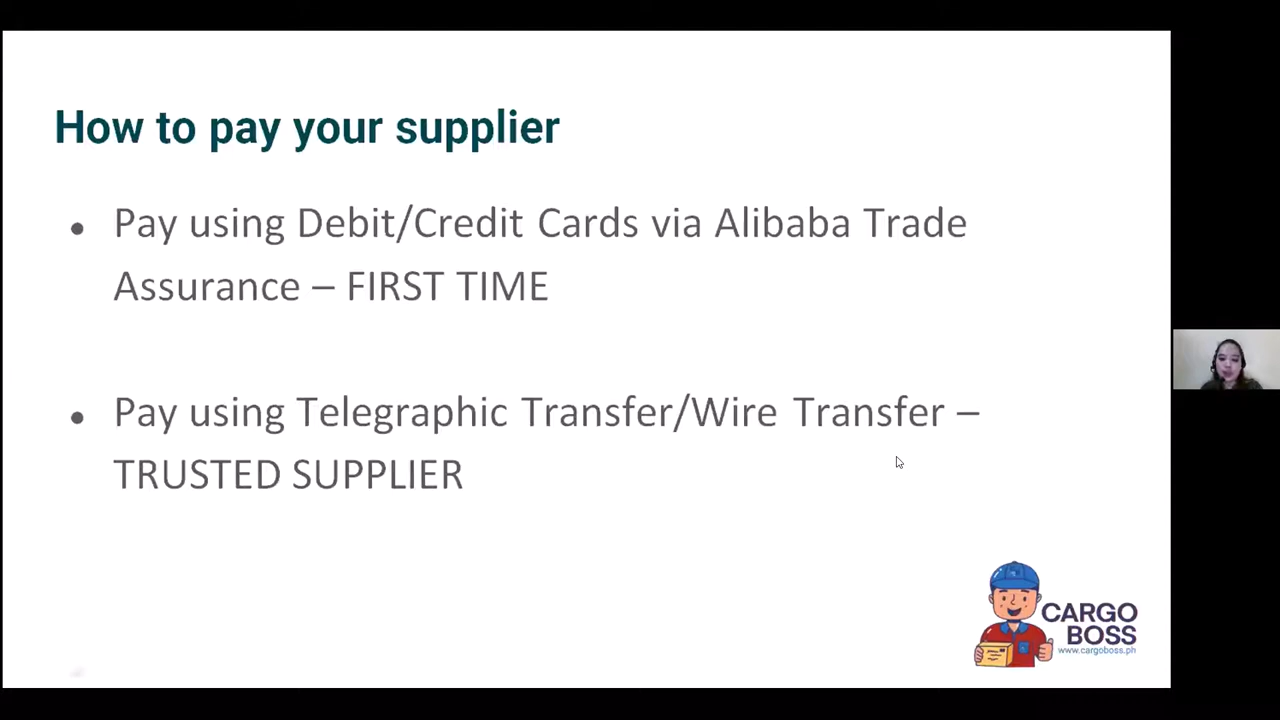 How to pay your supplier
• Pay using Debit/Credit Cards via Alibaba Trade
Assurance – FIRST TIME
• Pay using Telegraphic Transfer/Wire Transfer –
TRUSTED SUPPLIER
CARGO
BOSS
www.cargoboss.ph